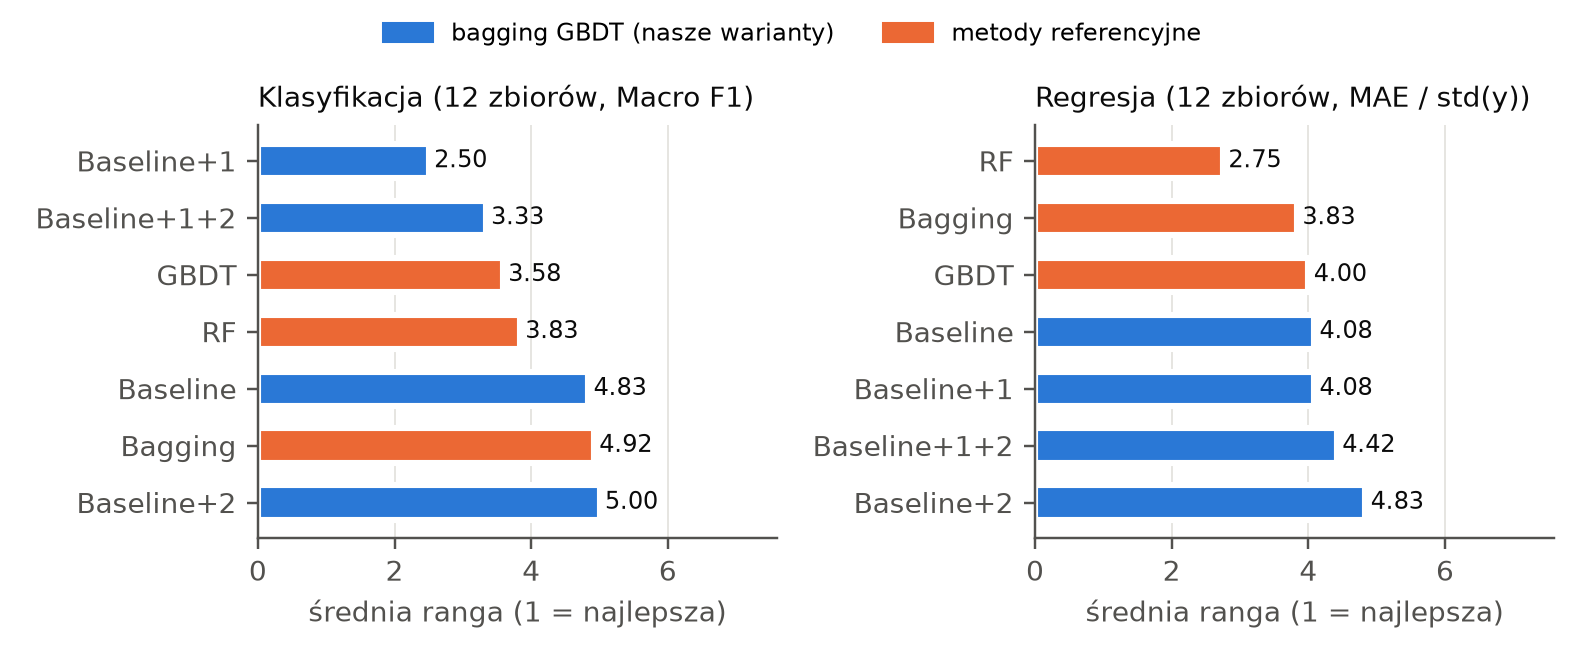 bagging GBDT (nasze warianty) metody referencyjne
Klasyfikacja (12 zbiorów, Macro F1)
Baseline+1 2.50
Baseline+1+2 3.33
GBDT 3.58
RF 3.83
Baseline 4.83
Bagging 4.92
Baseline+2 5.00
0 2 4 6
średnia ranga (1 = najlepsza)
Regresja (12 zbiorów, MAE / std(y))
RF 2.75
Bagging 3.83
GBDT 4.00
Baseline 4.08
Baseline+1 4.08
Baseline+1+2 4.42
Baseline+2 4.83
0 2 4 6
średnia ranga (1 = najlepsza)